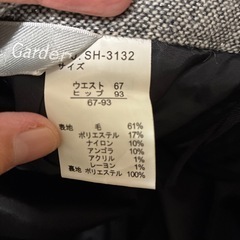 Garden
SH-3132
サイズ
ウエスト 67
ヒップ 93
67-93
表地 毛 61%
ポリエステル 17%
ナイロン 10%
アンゴラ 10%
アクリル 1%
レーヨン 1%
裏地 ポリエステル 100%